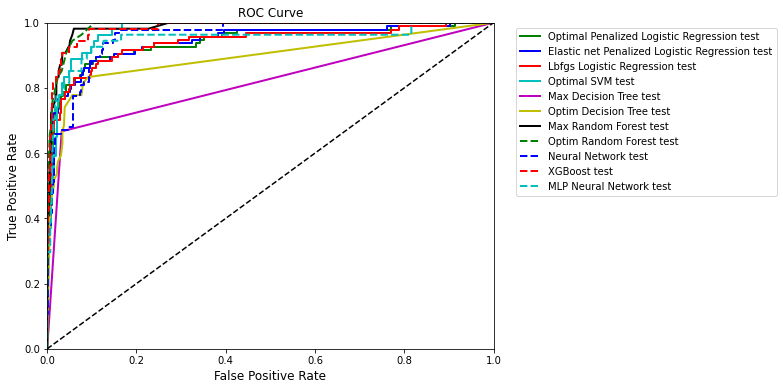 ROC Curve
True Positive Rate
1.0
0.8
0.6
0.4
0.2
0.0
0.0 0.2 0.4 0.6 0.8 1.0
False Positive Rate
Optimal Penalized Logistic Regression test
Elastic net Penalized Logistic Regression test
Lbfgs Logistic Regression test
Optimal SVM test
Max Decision Tree test
Optim Decision Tree test
Max Random Forest test
Optim Random Forest test
Neural Network test
XGBoost test
MLP Neural Network test